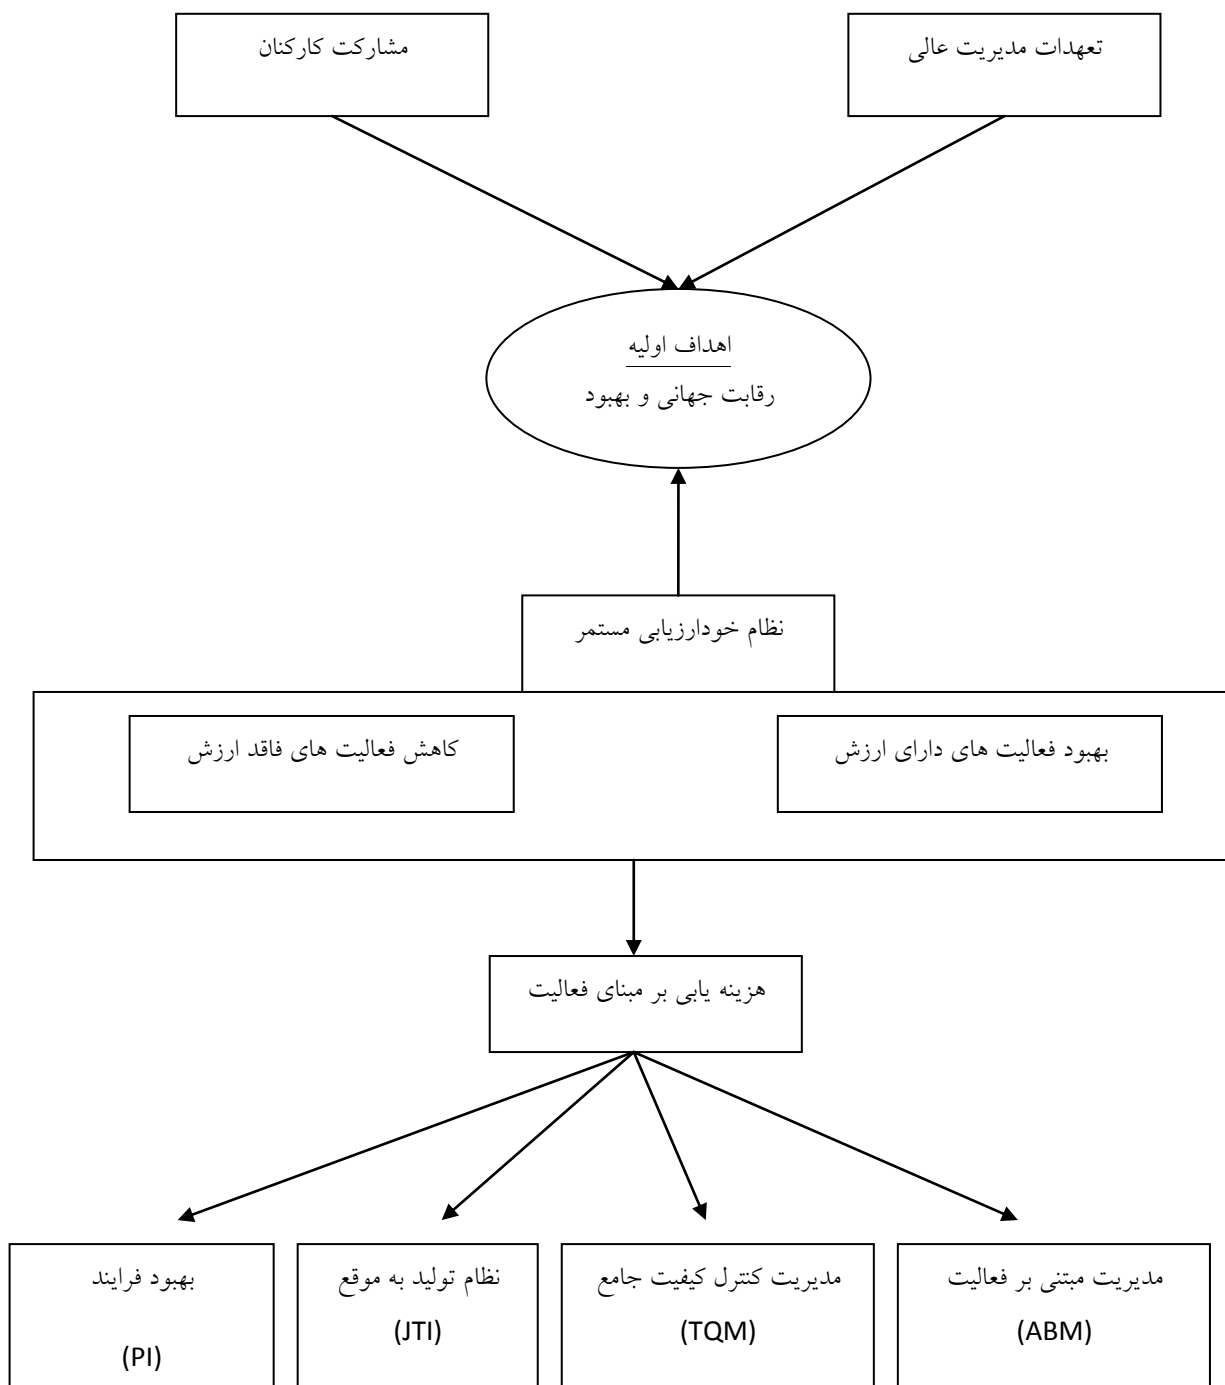 تعهدات مدیریت عالی
مشارکت کارکنان
اهداف اولیه
رقابت جهانی و بهبود
نظام خودارزیابی مستمر
بهبود فعالیت های دارای ارزش
کاهش فعالیت های فاقد ارزش
هزینه یابی بر مبنای فعالیت
مدیریت مبتنی بر فعالیت
(ABM)
مدیریت کنترل کیفیت جامع
(TQM)
نظام تولید به موقع
(JTI)
بهبود فرایند
(PI)